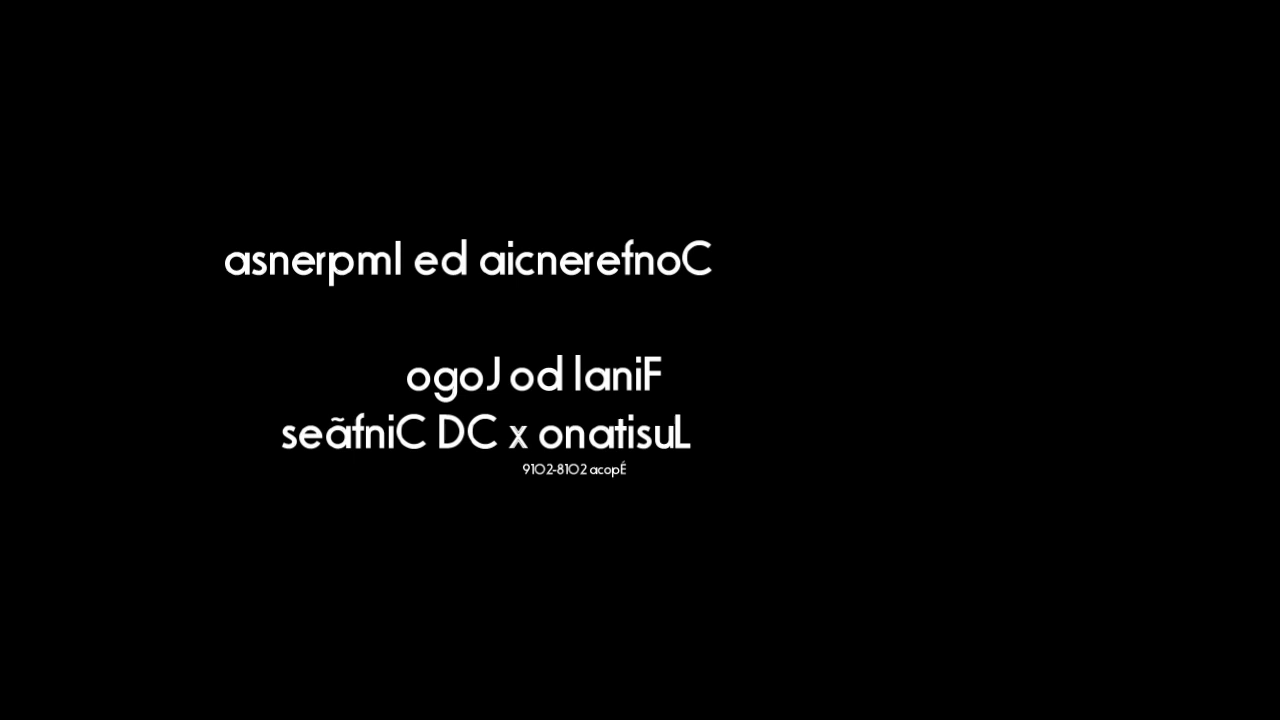 asnerpmI ed aicnerefnoC
ogoJ od laniF
seãfniC DC x onatisuL
9102-8102 acopÉ